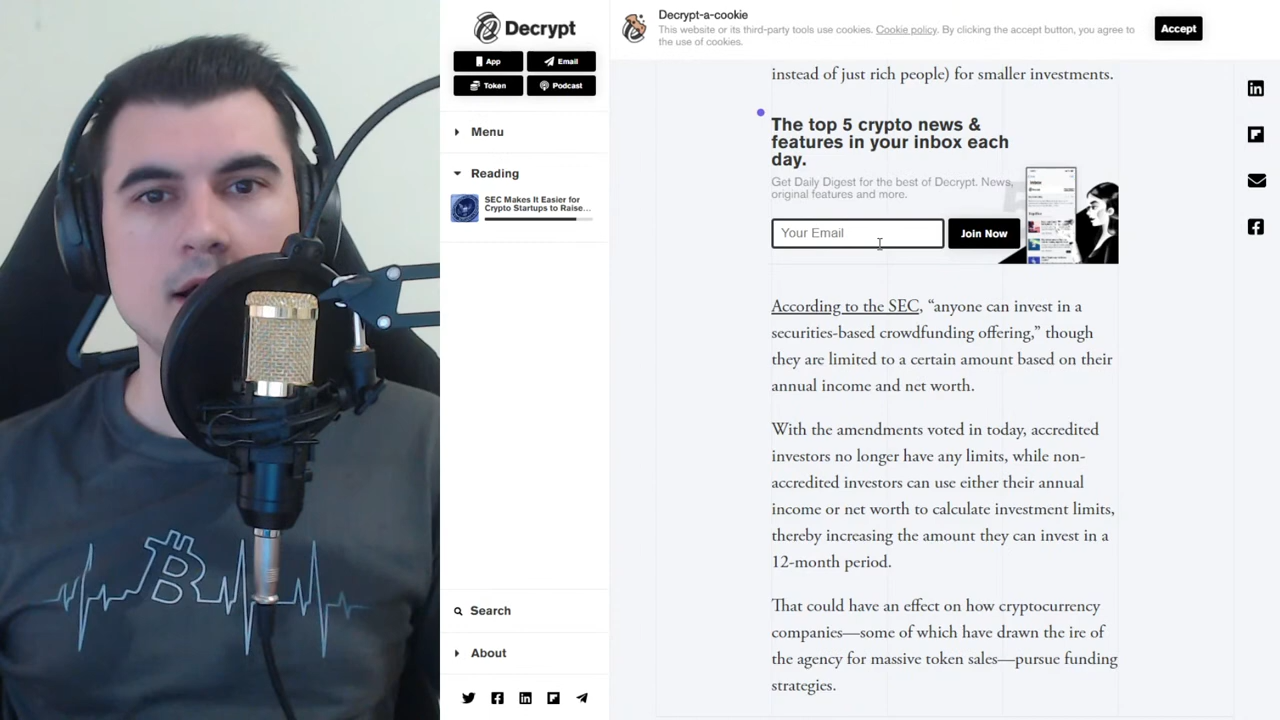 Decrypt
App
Email
Token
Podcast
Menu
Reading
SEC Makes It Easier for
Crypto Startups to Raise...
Search
About
Decrypt-a-cookie
This website or its third-party tools use cookies. Cookie policy. By clicking the accept button, you agree to
the use of cookies.
Accept
instead of just rich people) for smaller investments.
The top 5 crypto news &
features in your inbox each
day.
Get Daily Digest for the best of Decrypt. News,
original features and more.
Your Email
Join Now
According to the SEC, “anyone can invest in a
securities-based crowdfunding offering,” though
they are limited to a certain amount based on their
annual income and net worth.
With the amendments voted in today, accredited
investors no longer have any limits, while non-
accredited investors can use either their annual
income or net worth to calculate investment limits,
thereby increasing the amount they can invest in a
12-month period.
That could have an effect on how cryptocurrency
companies—some of which have drawn the ire of
the agency for massive token sales—pursue funding
strategies.